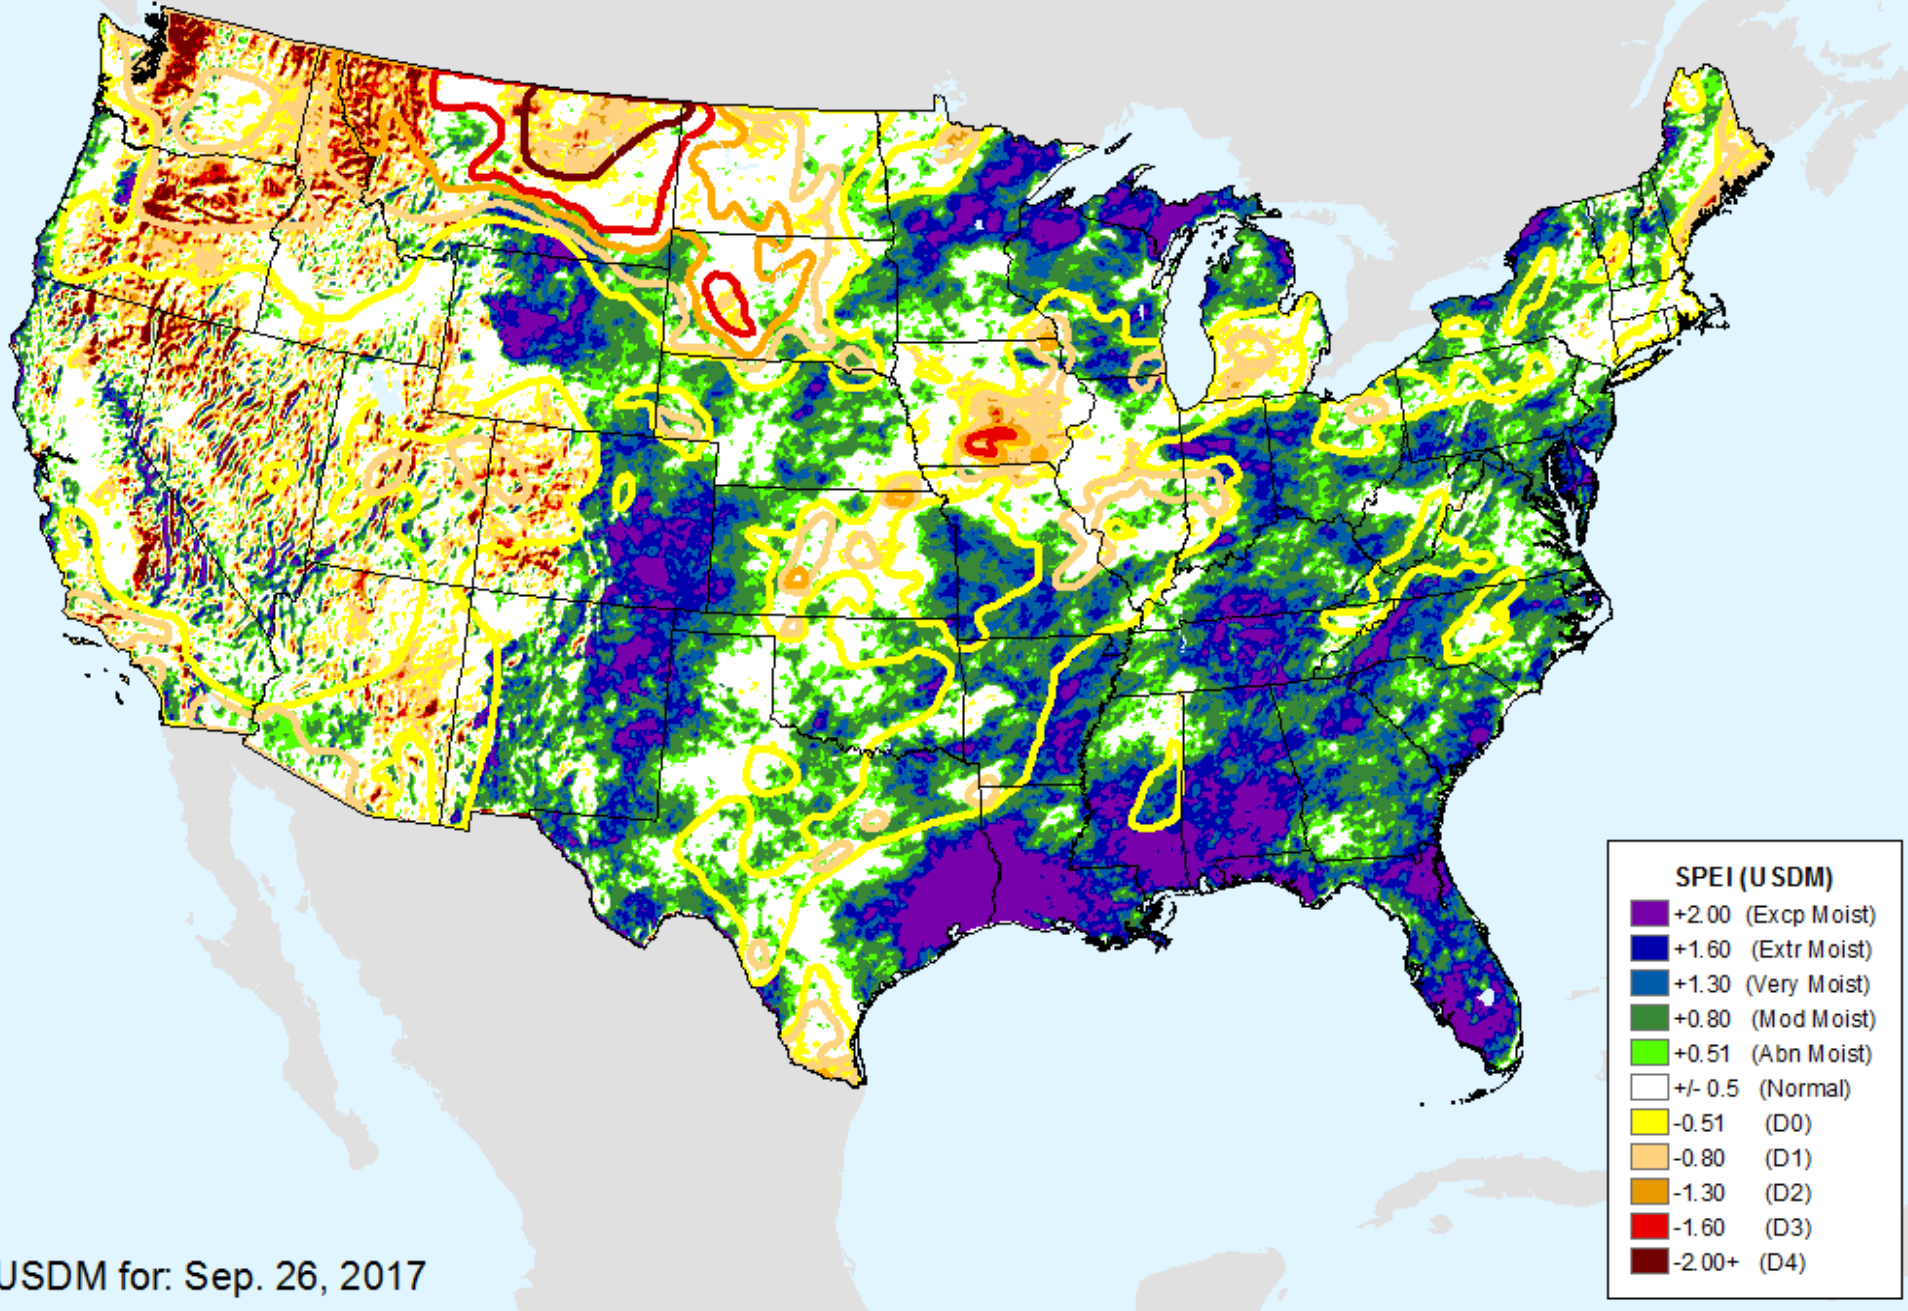 SPEI (USDM)
+2.00 (Excp Moist)
+1.60 (Extr Moist)
+1.30 (Very Moist)
+0.80 (Mod Moist)
+0.51 (Abn Moist)
+/- 0.5 (Normal)
-0.51 (D0)
-0.80 (D1)
-1.30 (D2)
-1.60 (D3)
-2.00+ (D4)
USDM for: Sep. 26, 2017